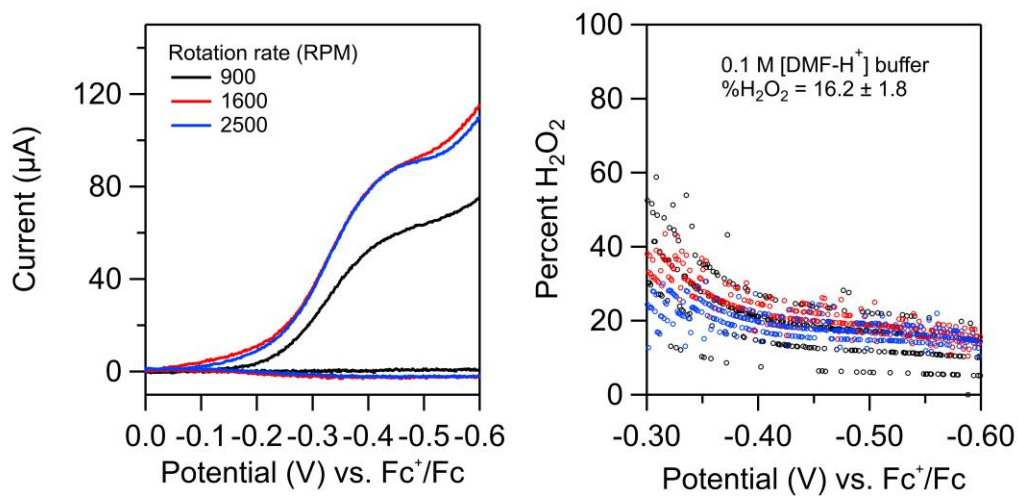 Rotation rate (RPM)
900
1600
2500
Current (µA)
120
80
40
0
0.0 -0.1 -0.2 -0.3 -0.4 -0.5 -0.6
Potential (V) vs. Fc⁺/Fc
0.1 M [DMF-H⁺] buffer
%H₂O₂ = 16.2 ± 1.8
Percent H₂O₂
100
80
60
40
20
0
-0.30 -0.40 -0.50 -0.60
Potential (V) vs. Fc⁺/Fc